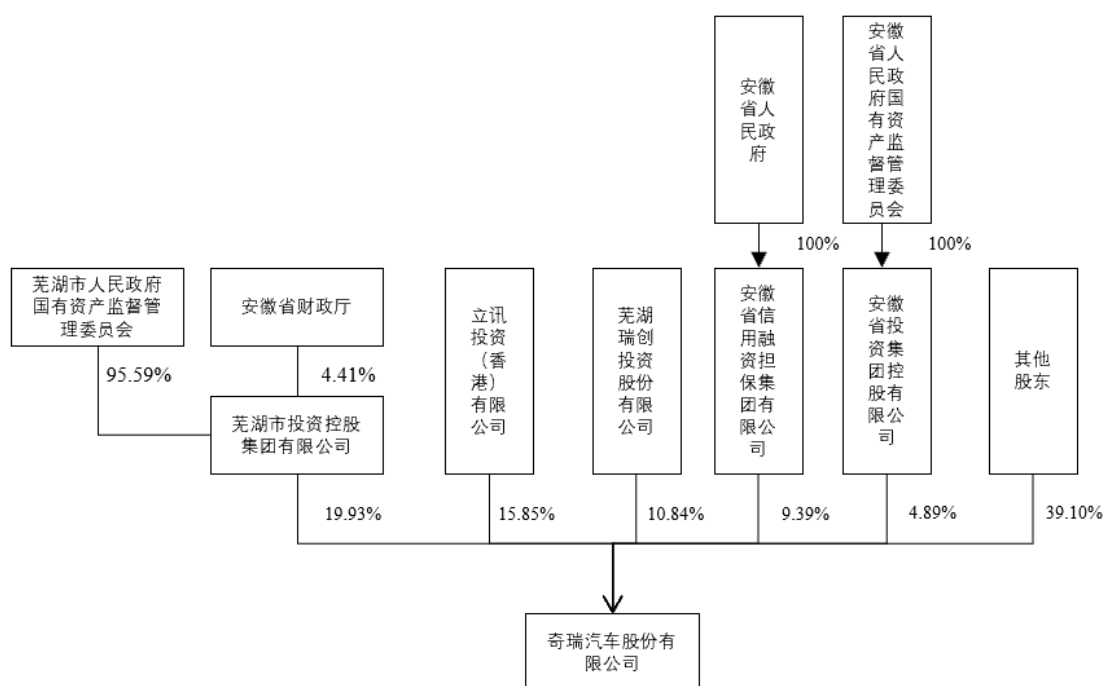 安徽
省人
民政
府
安徽
省人
民政
府国
有资
产监
督管
理委
员会
100%
100%
芜湖市人民政府
国有资产监督管
理委员会
安徽省财政厅
立讯
投资
（香
港）
有限
公司
芜湖
瑞创
投资
股份
有限
公司
安徽
省信
用融
资担
保集
团有
限公
司
安徽
省投
资集
团控
股有
限公
司
其他
股东
95.59%
4.41%
芜湖市投资控股
集团有限公司
19.93%
15.85%
10.84%
9.39%
4.89%
39.10%
奇瑞汽车股份有
限公司